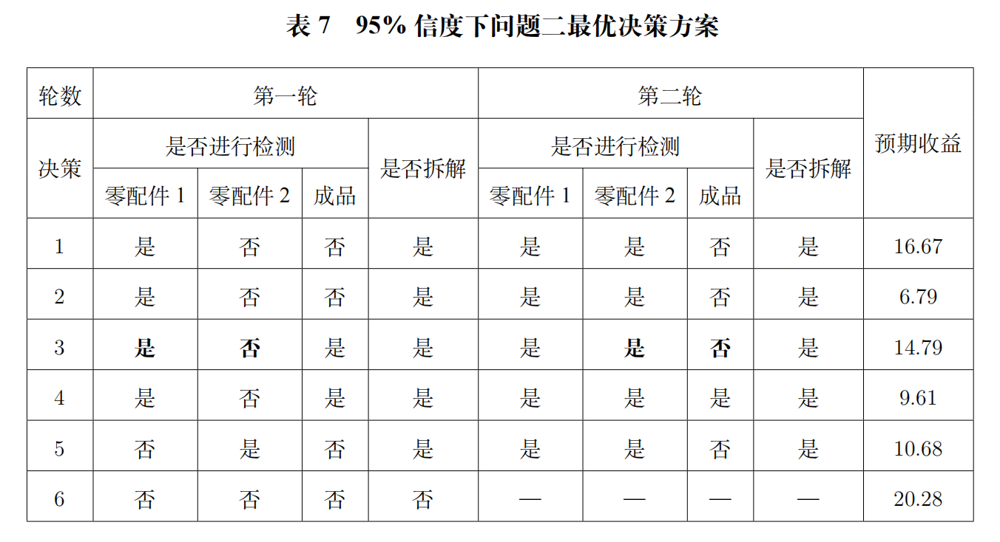 表 7 95% 信度下问题二最优决策方案
轮数 第一轮 第二轮 预期收益
决策 是否进行检测 是否拆解 是否进行检测 是否拆解
零配件 1 零配件 2 成品 零配件 1 零配件 2 成品
1 是 否 否 是 是 是 否 是 16.67
2 是 否 否 是 是 是 否 是 6.79
3 是 否 是 是 是 是 否 是 14.79
4 是 否 是 是 是 是 是 是 9.61
5 否 是 否 是 是 是 否 是 10.68
6 否 否 否 否 — — — — 20.28